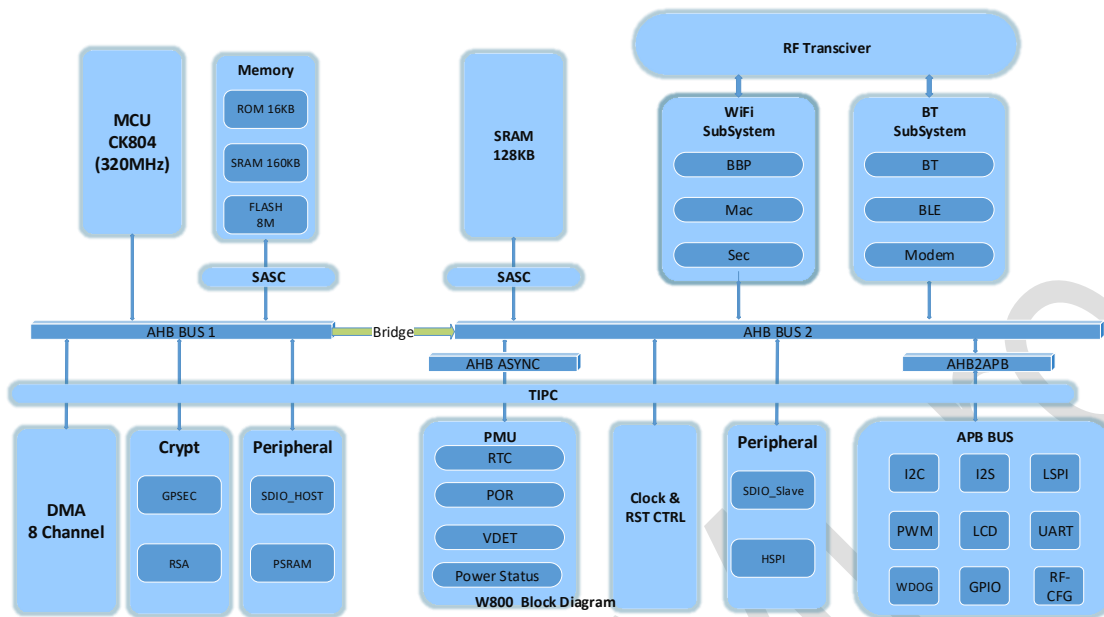 RF Transciver
MCU
CK804
(320MHz)
Memory
ROM 16KB
SRAM 160KB
FLASH
8M
SASC
SRAM
128KB
SASC
WiFi
SubSystem
BBP
Mac
Sec
BT
SubSystem
BT
BLE
Modem
AHB BUS 1
Bridge
AHB BUS 2
AHB ASYNC
AHB2APB
TIPC
DMA
8 Channel
Crypt
GPSEC
RSA
Peripheral
SDIO_HOST
PSRAM
PMU
RTC
POR
VDET
Power Status
Clock &
RST CTRL
Peripheral
SDIO_Slave
HSPI
APB BUS
I2C
I2S
LSPI
PWM
LCD
UART
WDOG
GPIO
RF-
CFG
W800 Block Diagram